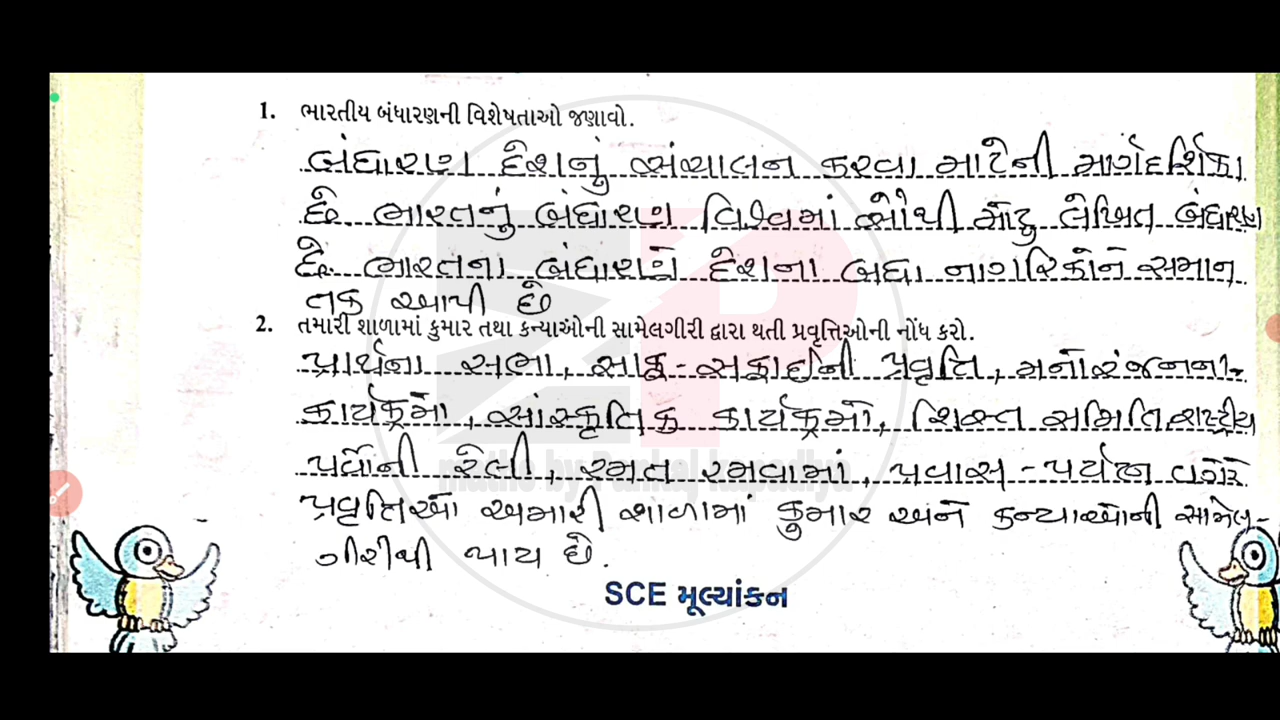 1. ભારતીય બંધારણની વિશેષતાઓ જણાવો.
બંધારણ દેશનું સંચાલન કરવા માટેની માર્ગદર્શિકા
છે. ભારતનું બંધારણ વિશ્વમાં સૌથી મોટુ લેખિત બંધારણ
છે. ભારતના બંધારણે દેશના બધા નાગરિકોને સમાન
તક આપી છે
2. તમારી શાળામાં કુમાર તથા કન્યાઓની સામેલગીરી દ્વારા થતી પ્રવૃત્તિઓની નોંધ કરો.
પ્રાર્થના સભા, સાફ-સફાઈની પ્રવૃતિ, મનોરંજનના
કાર્યક્રમો, સાંસ્કૃતિક કાર્યક્રમો, શિસ્ત સમિતિ, રાષ્ટ્રીય
પર્વોની રેલી, રમત રમવામાં, પ્રવાસ-પર્યટન વગેરે
પ્રવૃતિઓ અમારી શાળામાં કુમાર અને કન્યાઓની સામેલ-
ગીરીથી થાય છે.
SCE મૂલ્યાંકન